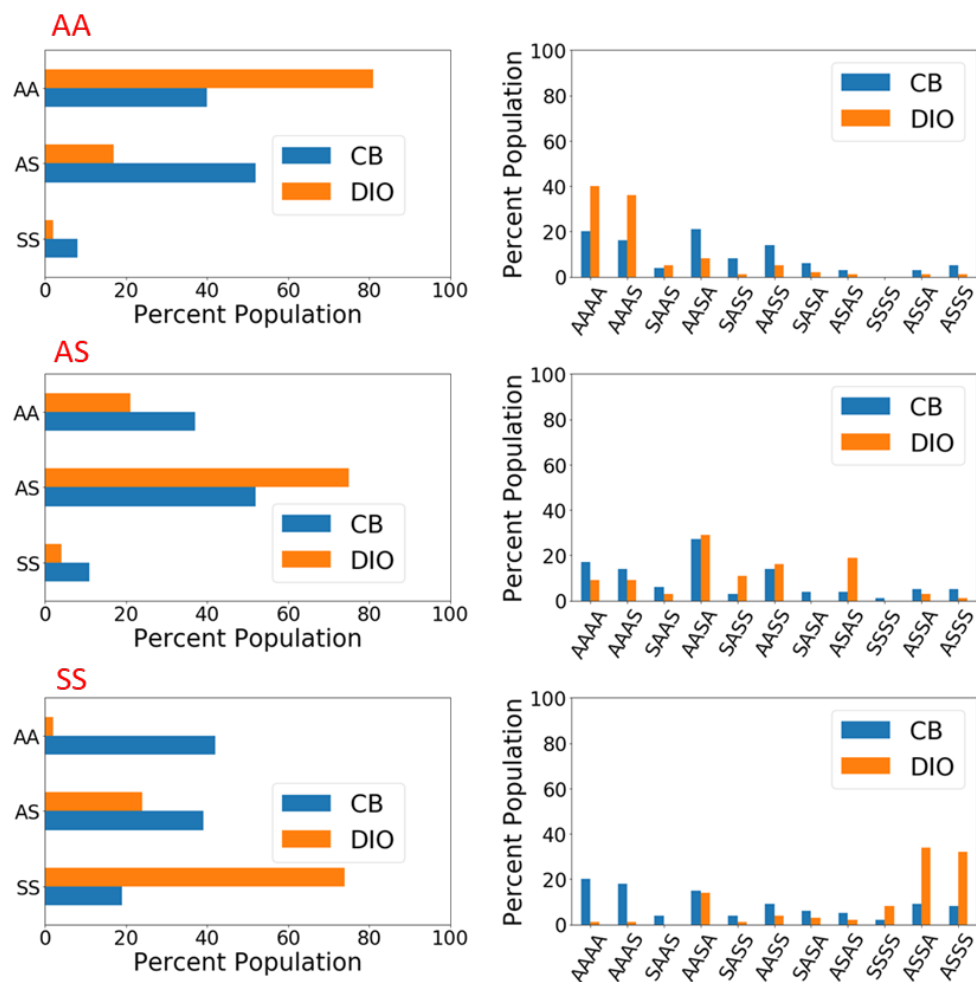 AA
AA
AS
SS
0 20 40 60 80 100
Percent Population
CB
DIO
Percent Population
100
80
60
40
20
0
CB
DIO
AAAA AAAS SAAS AASA SASS AASS SASA ASAS SSSS ASSA ASSS
AS
AA
AS
SS
0 20 40 60 80 100
Percent Population
CB
DIO
Percent Population
100
80
60
40
20
0
CB
DIO
AAAA AAAS SAAS AASA SASS AASS SASA ASAS SSSS ASSA ASSS
SS
AA
AS
SS
0 20 40 60 80 100
Percent Population
CB
DIO
Percent Population
100
80
60
40
20
0
CB
DIO
AAAA AAAS SAAS AASA SASS AASS SASA ASAS SSSS ASSA ASSS